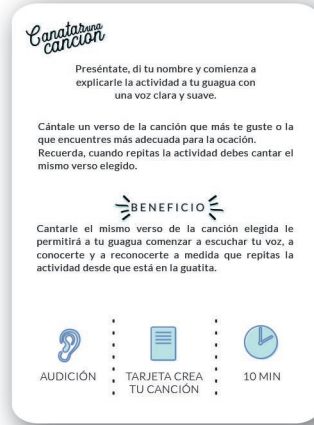 Canatar una
canción
Preséntate, di tu nombre y comienza a
explicarle la actividad a tu guagua con
una voz clara y suave.
Cántale un verso de la canción que más te guste o la
que encuentres más adecuada para la ocación.
Recuerda, cuando repitas la actividad debes cantar el
mismo verso elegido.
BENEFICIO
Cantarle el mismo verso de la canción elegida le
permitirá a tu guagua comenzar a escuchar tu voz, a
conocerte y a reconocerte a medida que repitas la
actividad desde que está en la guatita.
AUDICIÓN
TARJETA CREA
TU CANCIÓN
10 MIN